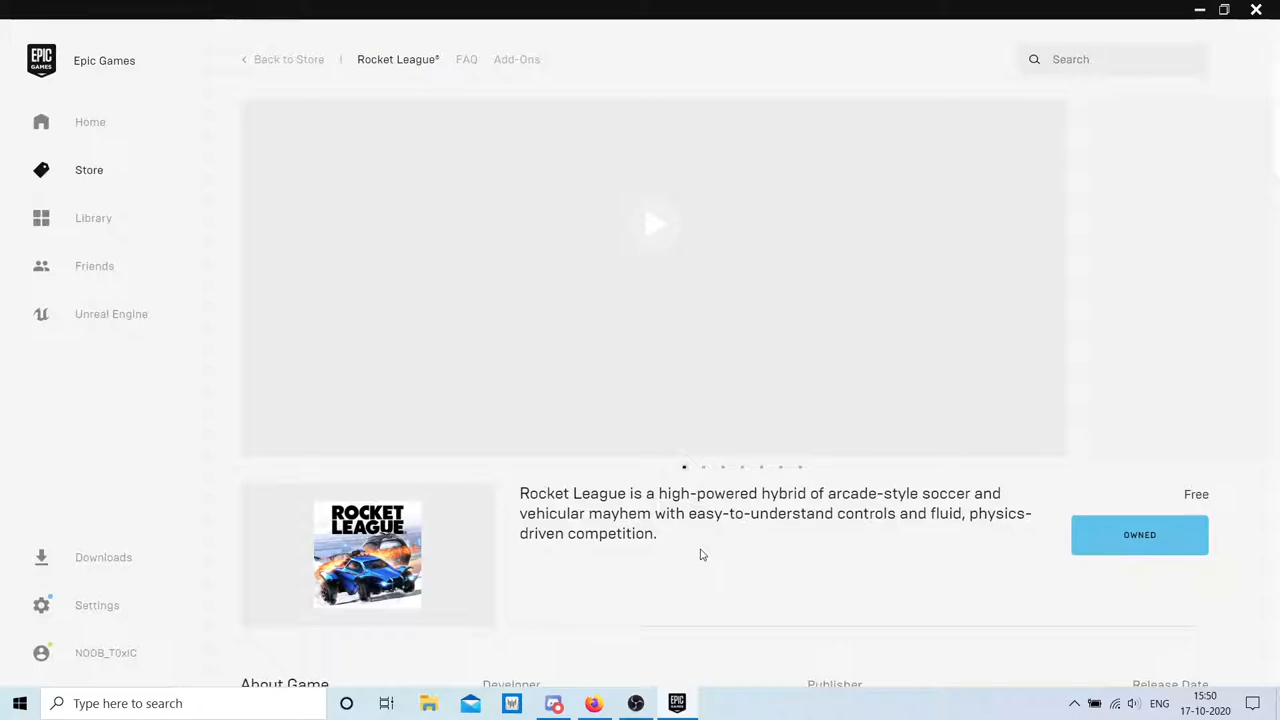 EPIC GAMES
Epic Games
Back to Store
Rocket League®
FAQ
Add-Ons
Search
Home
Store
Library
Friends
Unreal Engine
Downloads
Settings
NOOB_T0xIC
ROCKET
LEAGUE
Rocket League is a high-powered hybrid of arcade-style soccer and
vehicular mayhem with easy-to-understand controls and fluid, physics-
driven competition.
Free
OWNED
About Game
Developer
Publisher
Release Date
Type here to search
ENG
15:50
17-10-2020